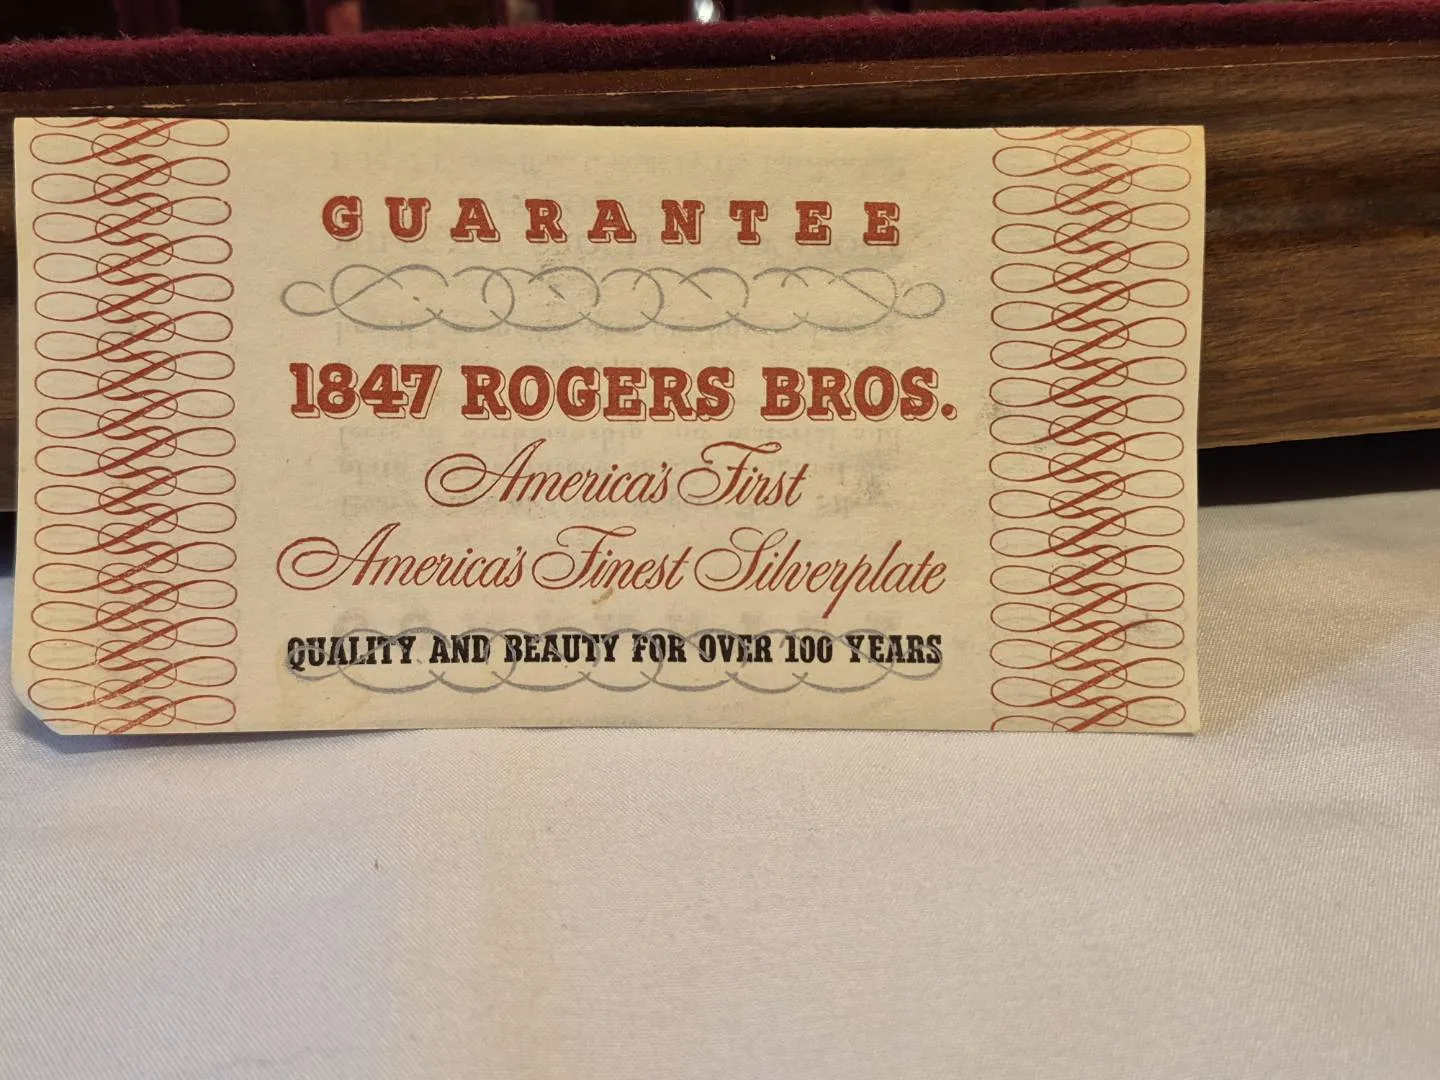 GUARANTEE
1847 ROGERS BROS.
America's First
America's Finest Silverplate
QUALITY AND BEAUTY FOR OVER 100 YEARS